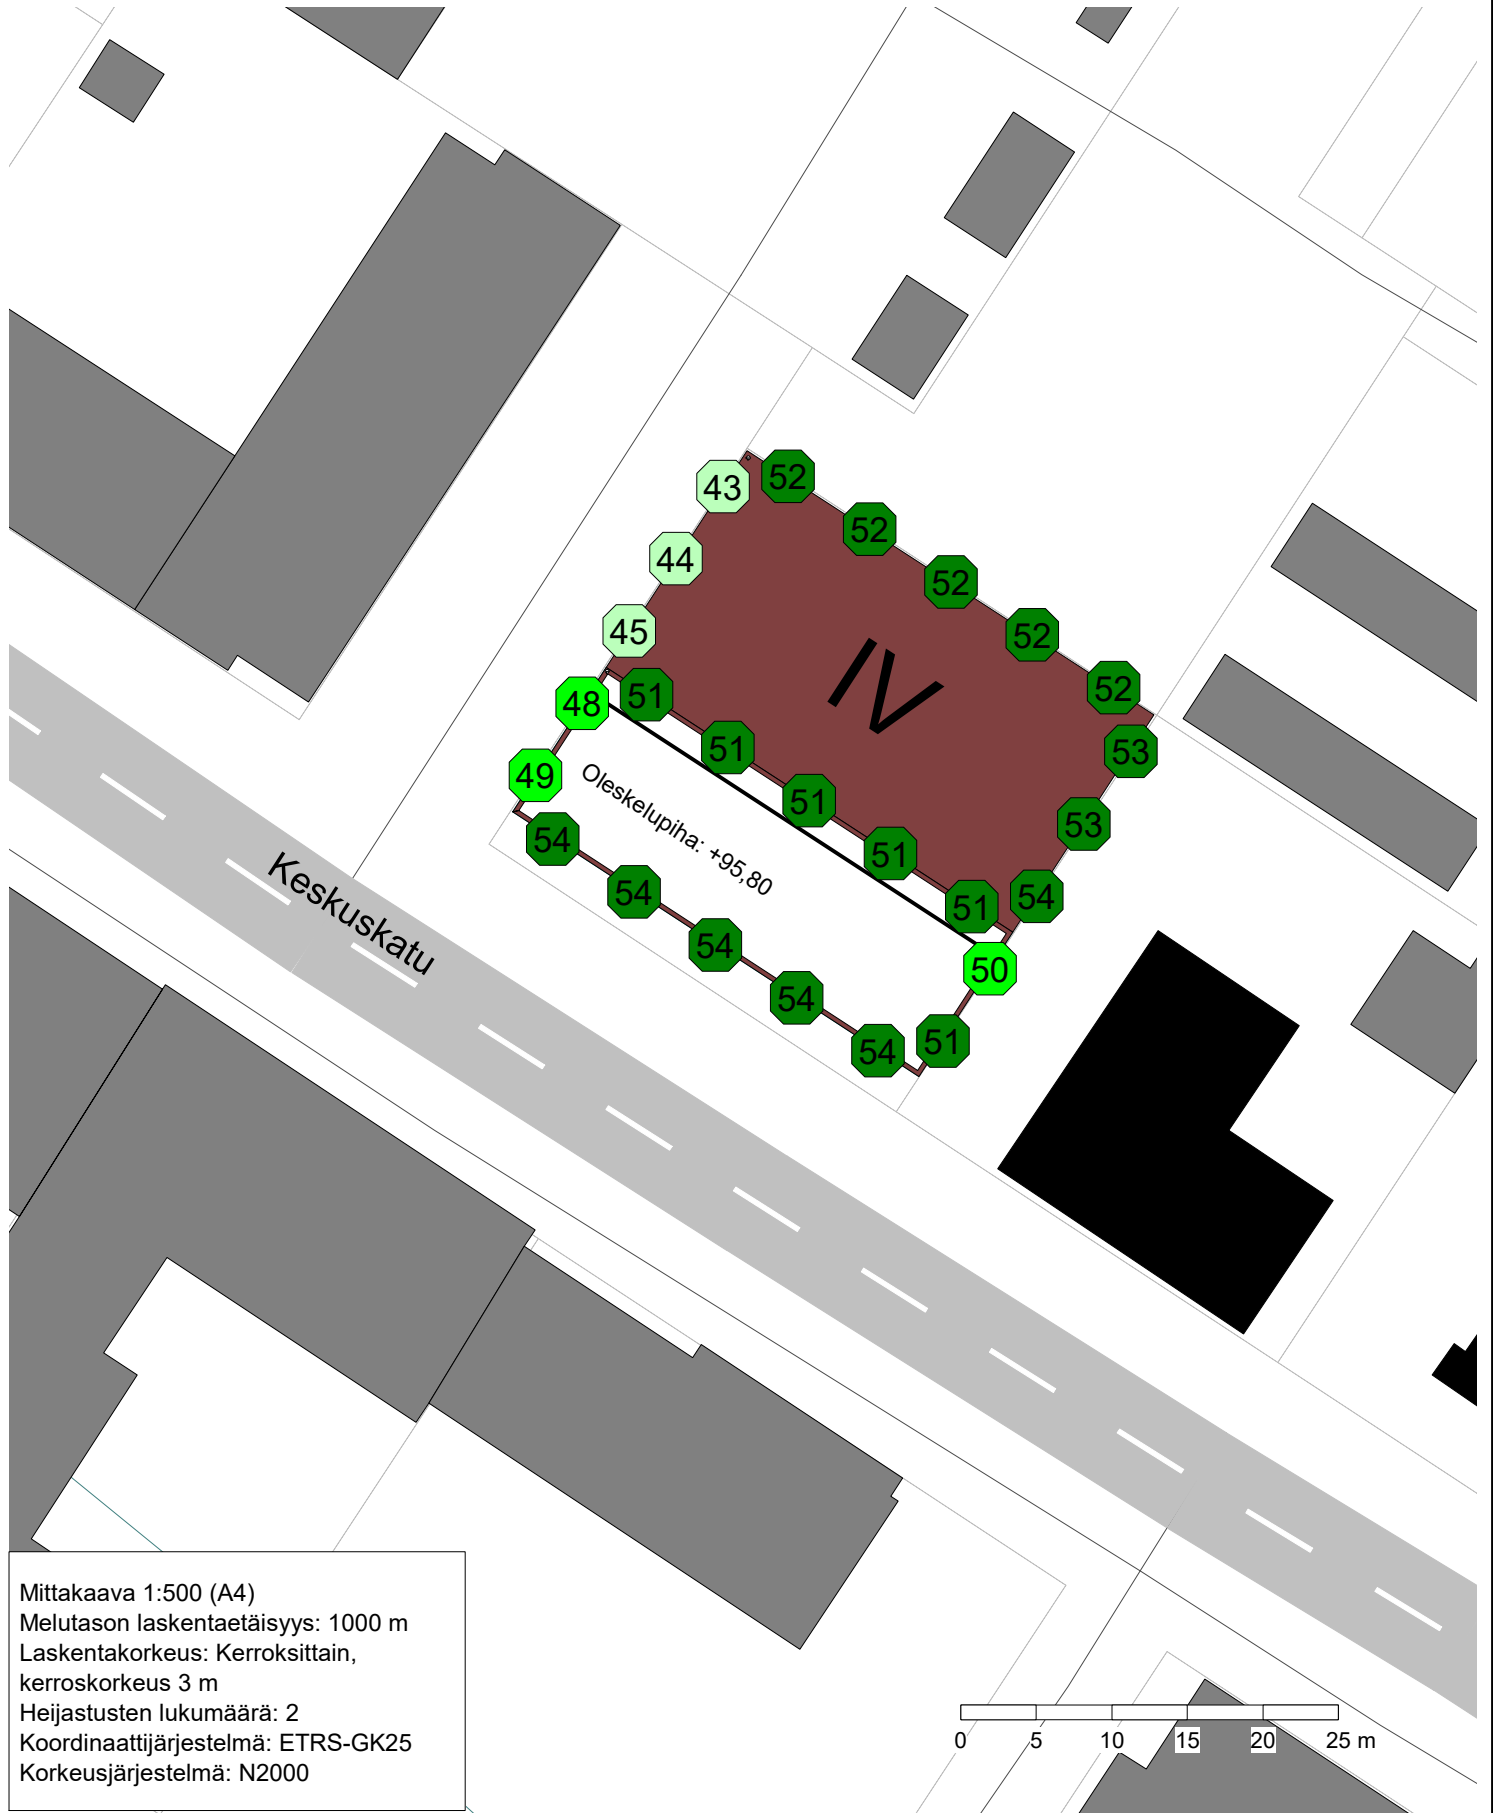 43
52
52
44
52
45
52
52
48
51
53
51
49
51
53
54
51
54
51
54
54
50
54
51
54
IV
Oleskelupiha: +95,80
Keskuskatu
Mittakaava 1:500 (A4)
Melutason laskentaetäisyys: 1000 m
Laskentakorkeus: Kerroksittain,
kerroskorkeus 3 m
Heijastusten lukumäärä: 2
Koordinaattijärjestelmä: ETRS-GK25
Korkeusjärjestelmä: N2000
0 5 10 15 20 25 m